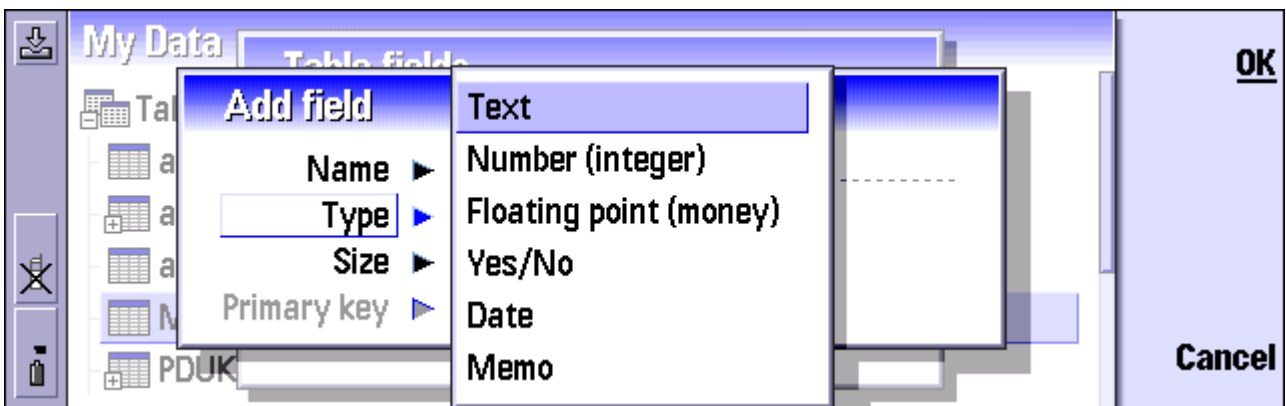 My Data
Table fields
OK
Add field
Text
Number (integer)
Floating point (money)
Yes/No
Date
Memo
Name
Type
Size
Primary key
Tal
a
a
a
N
PDUK
Cancel